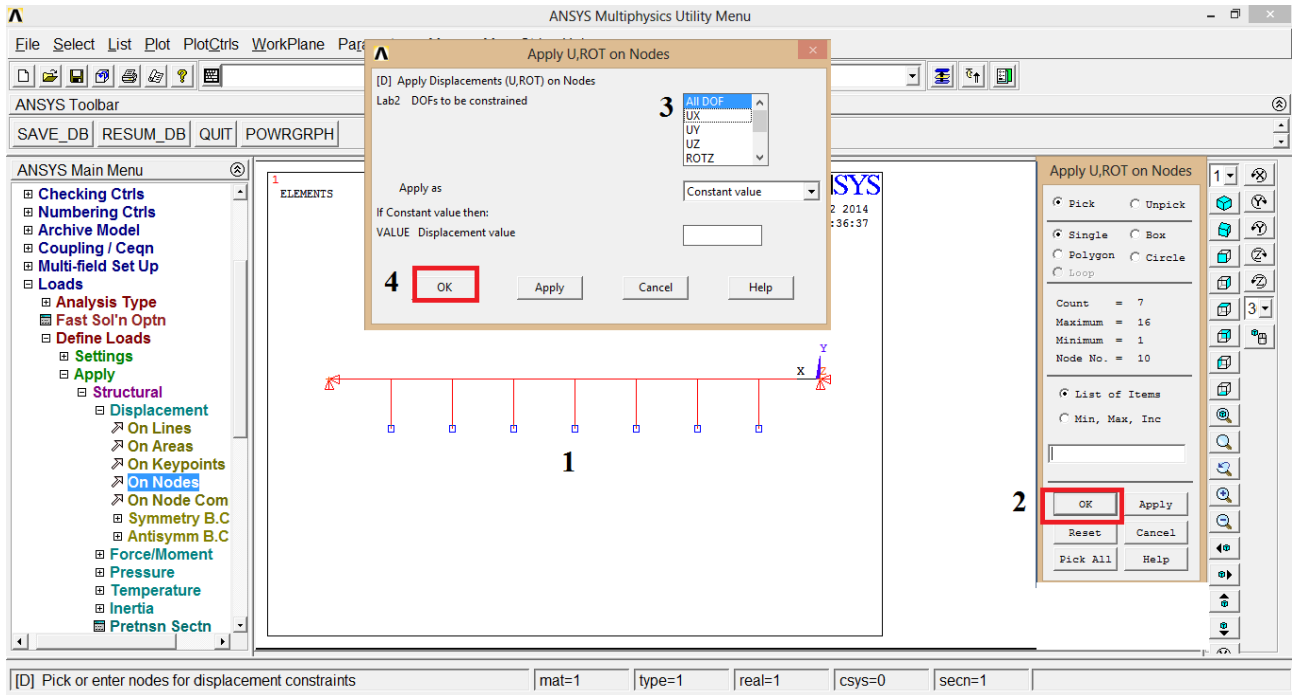 ANSYS Multiphysics Utility Menu
File Select List Plot PlotCtrls WorkPlane
ANSYS Toolbar
SAVE_DB RESUM_DB QUIT POWRGRPH
ANSYS Main Menu
Checking Ctrls
Numbering Ctrls
Archive Model
Coupling / Ceqn
Multi-field Set Up
Loads
Analysis Type
Fast Sol'n Optn
Define Loads
Settings
Apply
Structural
Displacement
On Lines
On Areas
On Keypoints
On Nodes
On Node Com
Symmetry B.C
Antisymm B.C
Force/Moment
Pressure
Temperature
Inertia
Pretnsn Sectn
1
ELEMENTS
SYS
2 2014
:36:37
Y
X
Z
1
Apply U,ROT on Nodes
[D] Apply Displacements (U,ROT) on Nodes
Lab2 DOFs to be constrained
3
All DOF
UX
UY
UZ
ROTZ
Apply as
Constant value
If Constant value then:
VALUE Displacement value
4
OK Apply Cancel Help
Apply U,ROT on Nodes
Pick Unpick
Single Box
Polygon Circle
Loop
Count = 7
Maximum = 16
Minimum = 1
Node No. = 10
List of Items
Min, Max, Inc
2
OK Apply
Reset Cancel
Pick All Help
1
3
[D] Pick or enter nodes for displacement constraints
mat=1 type=1 real=1 csys=0 secn=1